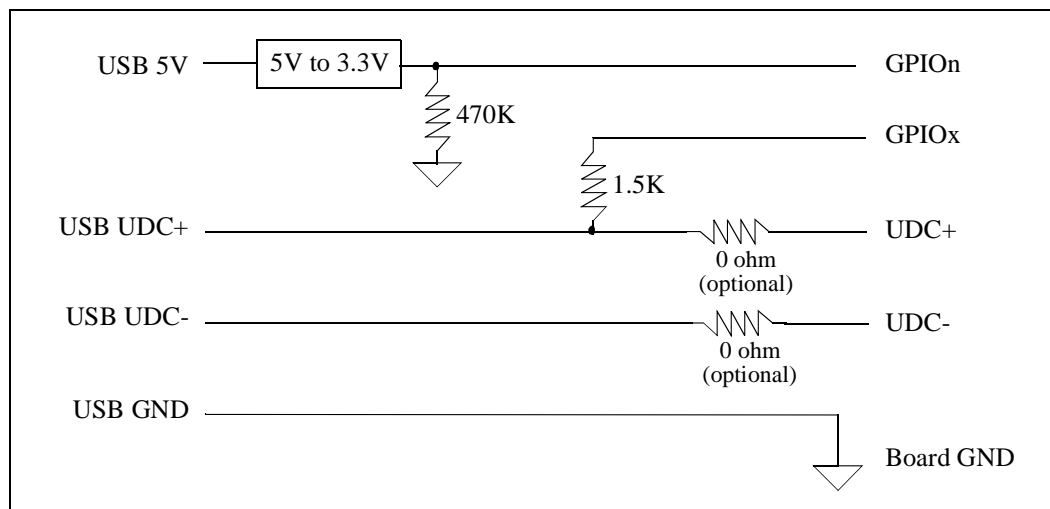 USB 5V
5V to 3.3V
GPIOn
470K
GPIOx
1.5K
USB UDC+
UDC+
0 ohm
(optional)
USB UDC-
UDC-
0 ohm
(optional)
USB GND
Board GND